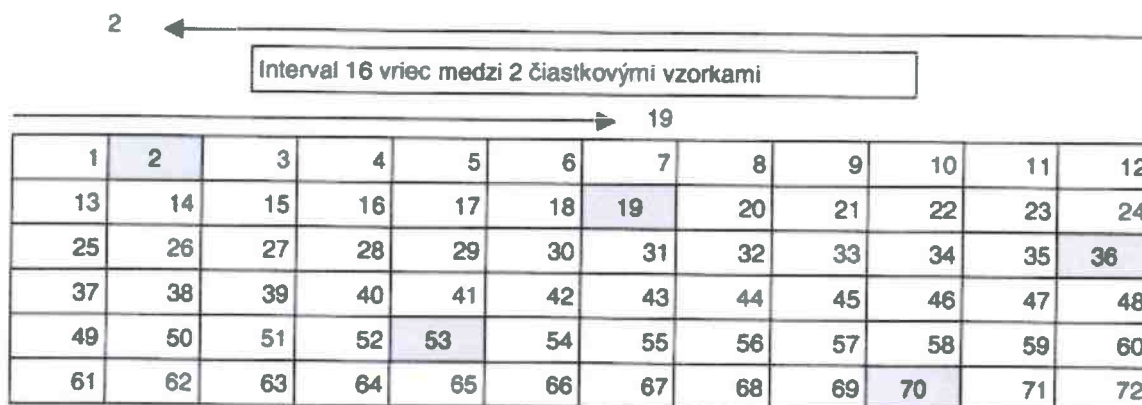 2
Interval 16 vriec medzi 2 čiastkovými vzorkami
19
1 2 3 4 5 6 7 8 9 10 11 12
13 14 15 16 17 18 19 20 21 22 23 24
25 26 27 28 29 30 31 32 33 34 35 36
37 38 39 40 41 42 43 44 45 46 47 48
49 50 51 52 53 54 55 56 57 58 59 60
61 62 63 64 65 66 67 68 69 70 71 72